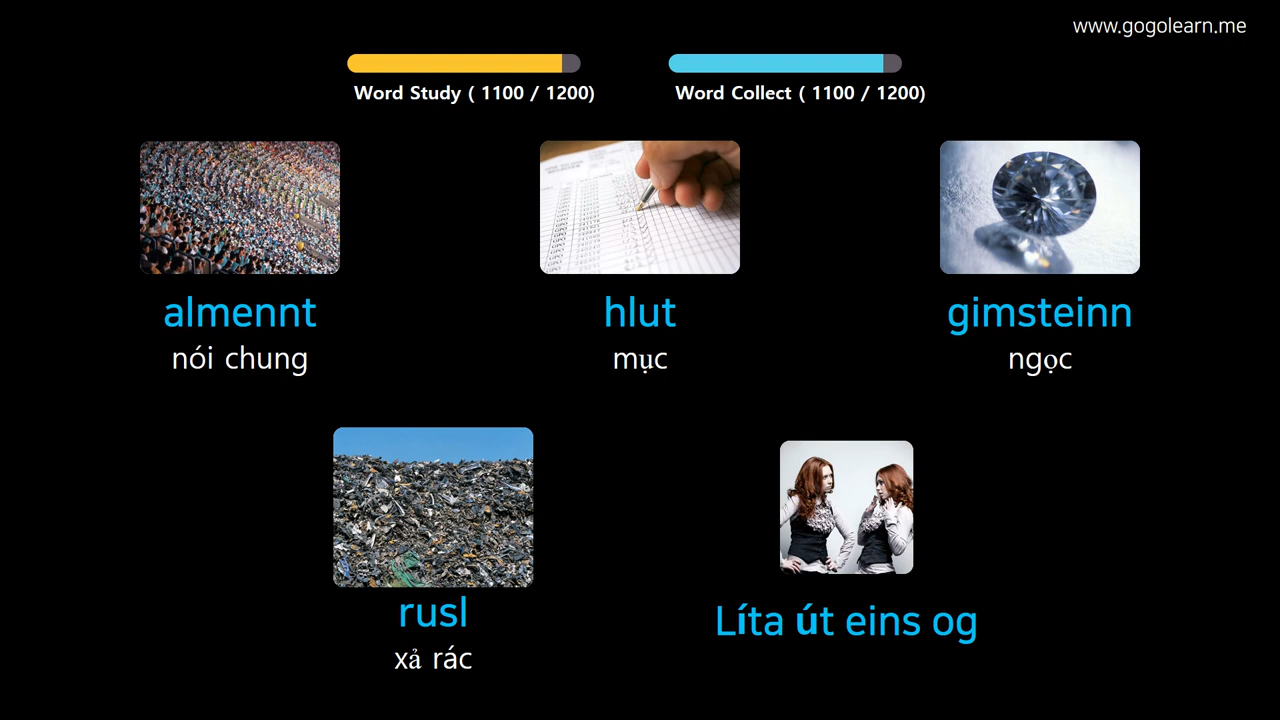 www.gogolearn.me
Word Study ( 1100 / 1200)
Word Collect ( 1100 / 1200)
almennt
nói chung
hlut
mục
gimsteinn
ngọc
rusl
xả rác
Líta út eins og